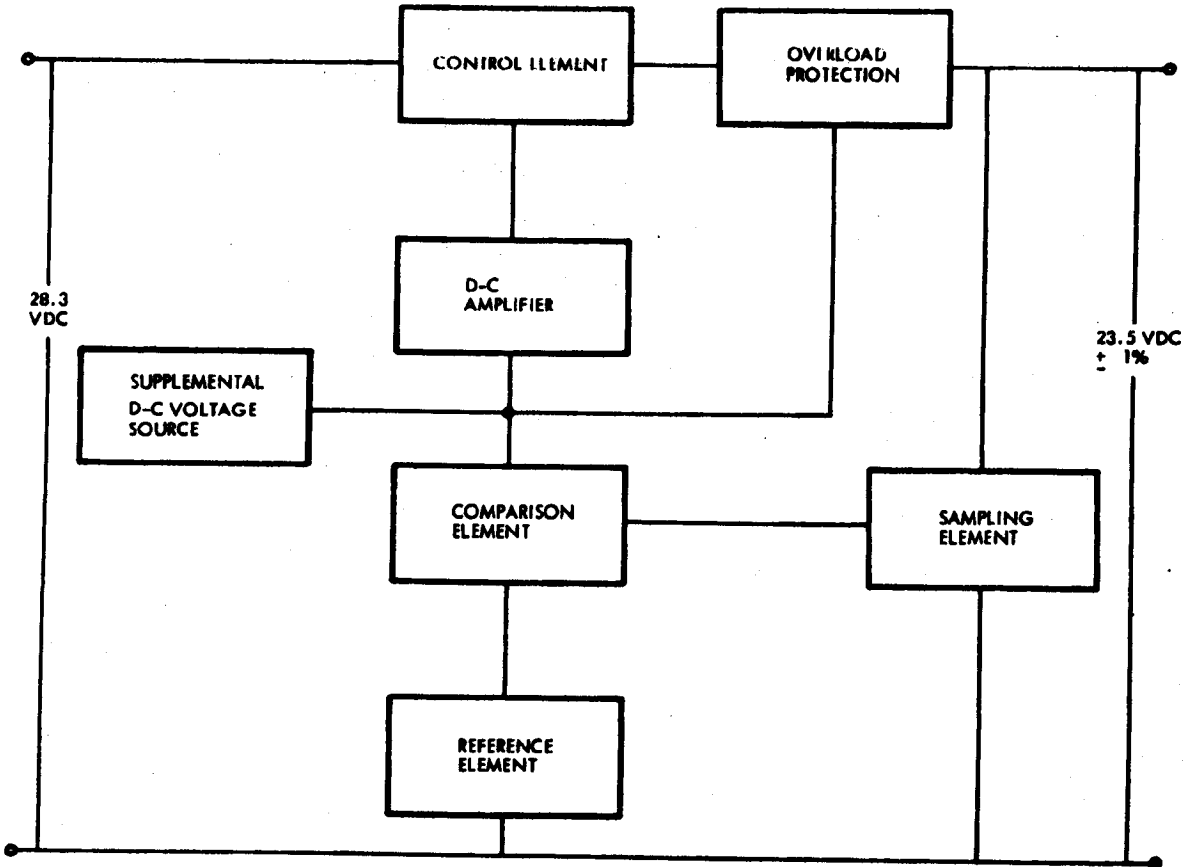 CONTROL ELEMENT
OVERLOAD
PROTECTION
D-C
AMPLIFIER
28.3
VDC
23.5 VDC
± 1%
SUPPLEMENTAL
D-C VOLTAGE
SOURCE
COMPARISON
ELEMENT
SAMPLING
ELEMENT
REFERENCE
ELEMENT